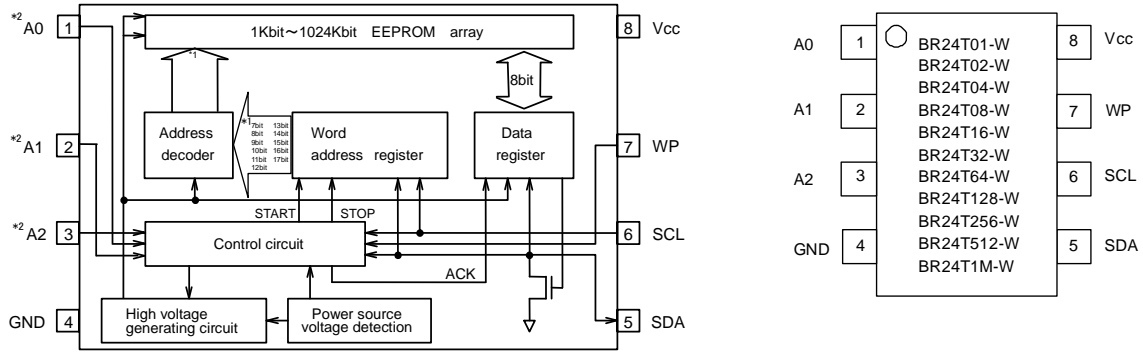 *2 A0
1
1Kbit～1024Kbit EEPROM array
8
Vcc
*1
8bit
*2 A1
2
Address
decoder
*1
7bit 13bit
8bit 14bit
9bit 15bit
10bit 16bit
11bit 17bit
12bit
Word
address register
Data
register
7
WP
START
STOP
*2 A2
3
Control circuit
6
SCL
ACK
GND
4
High voltage
generating circuit
Power source
voltage detection
5
SDA
A0
1
BR24T01-W
8
Vcc
BR24T02-W
BR24T04-W
A1
2
BR24T08-W
7
WP
BR24T16-W
BR24T32-W
A2
3
BR24T64-W
6
SCL
BR24T128-W
BR24T256-W
GND
4
BR24T512-W
5
SDA
BR24T1M-W